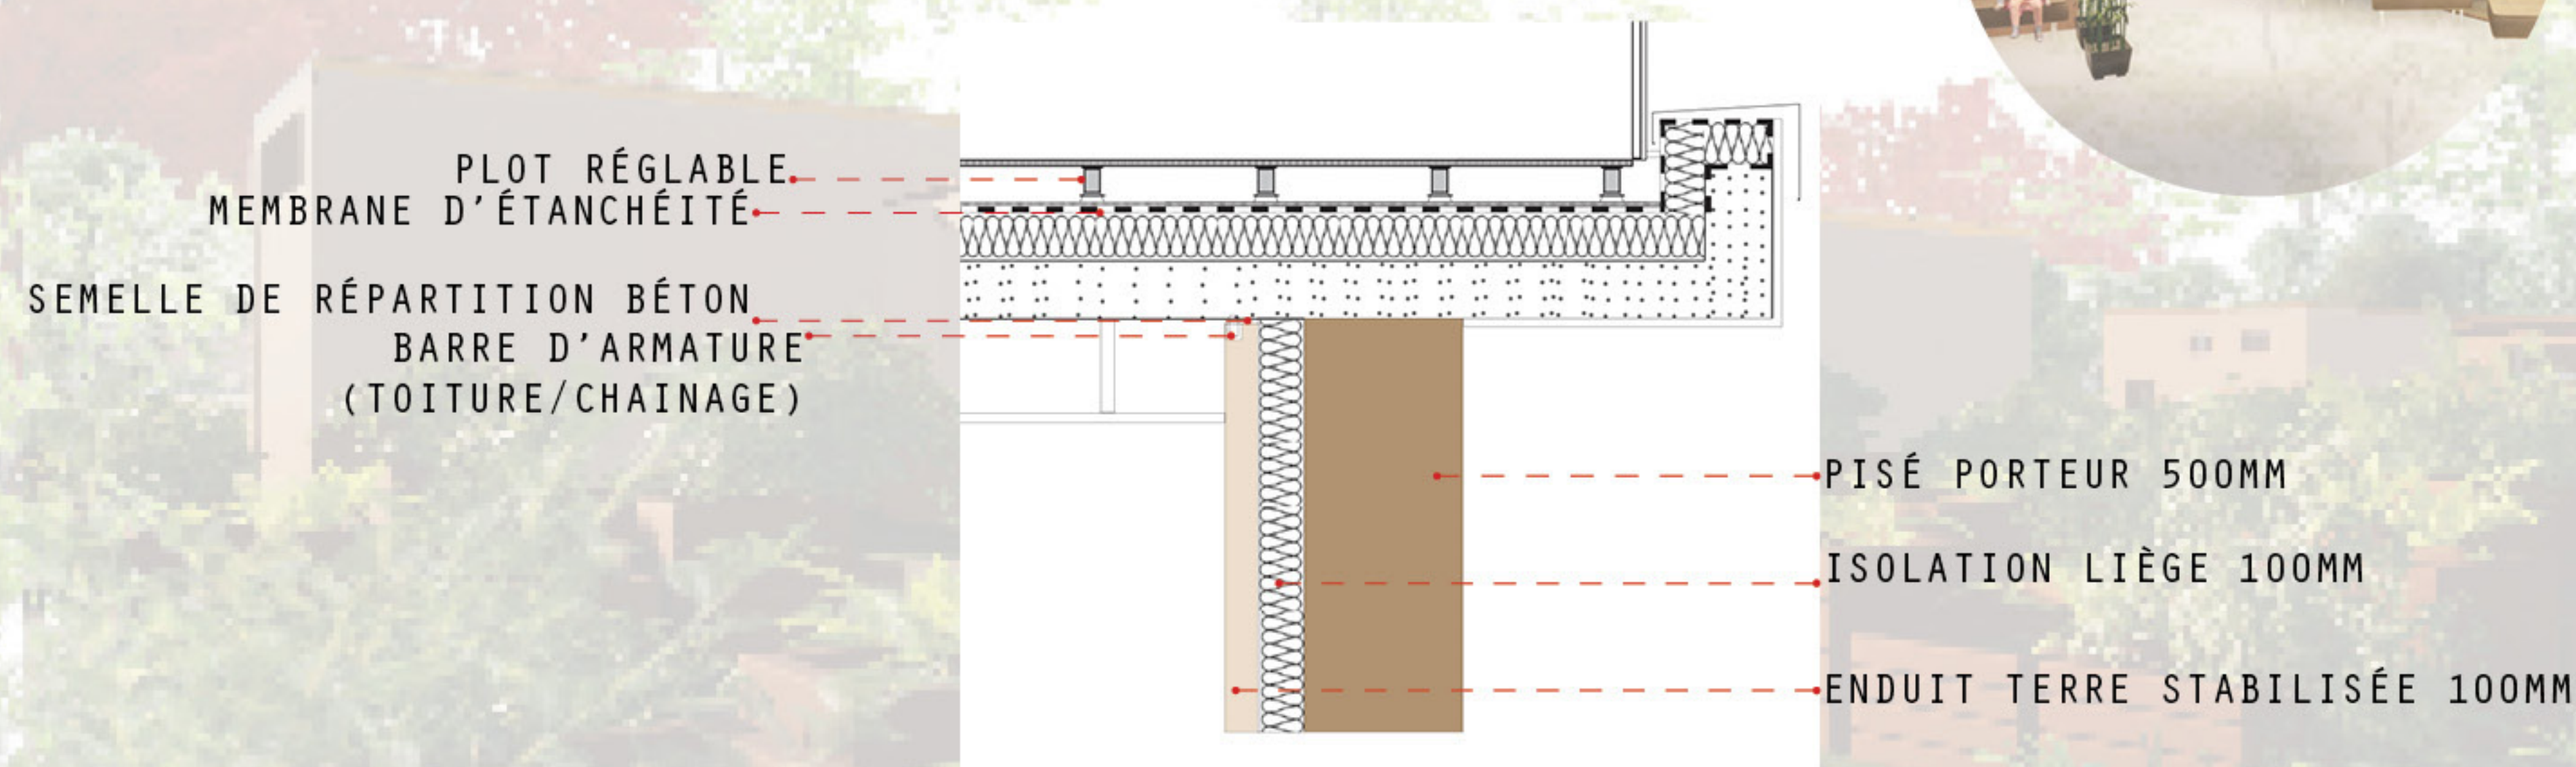 PLOT RÉGLABLE
MEMBRANE D'ÉTANCHÉITÉ
SEMELLE DE RÉPARTITION BÉTON
BARRE D'ARMATURE
(TOITURE/CHAINAGE)
PISÉ PORTEUR 500MM
ISOLATION LIÈGE 100MM
ENDUIT TERRE STABILISÉE 100MM